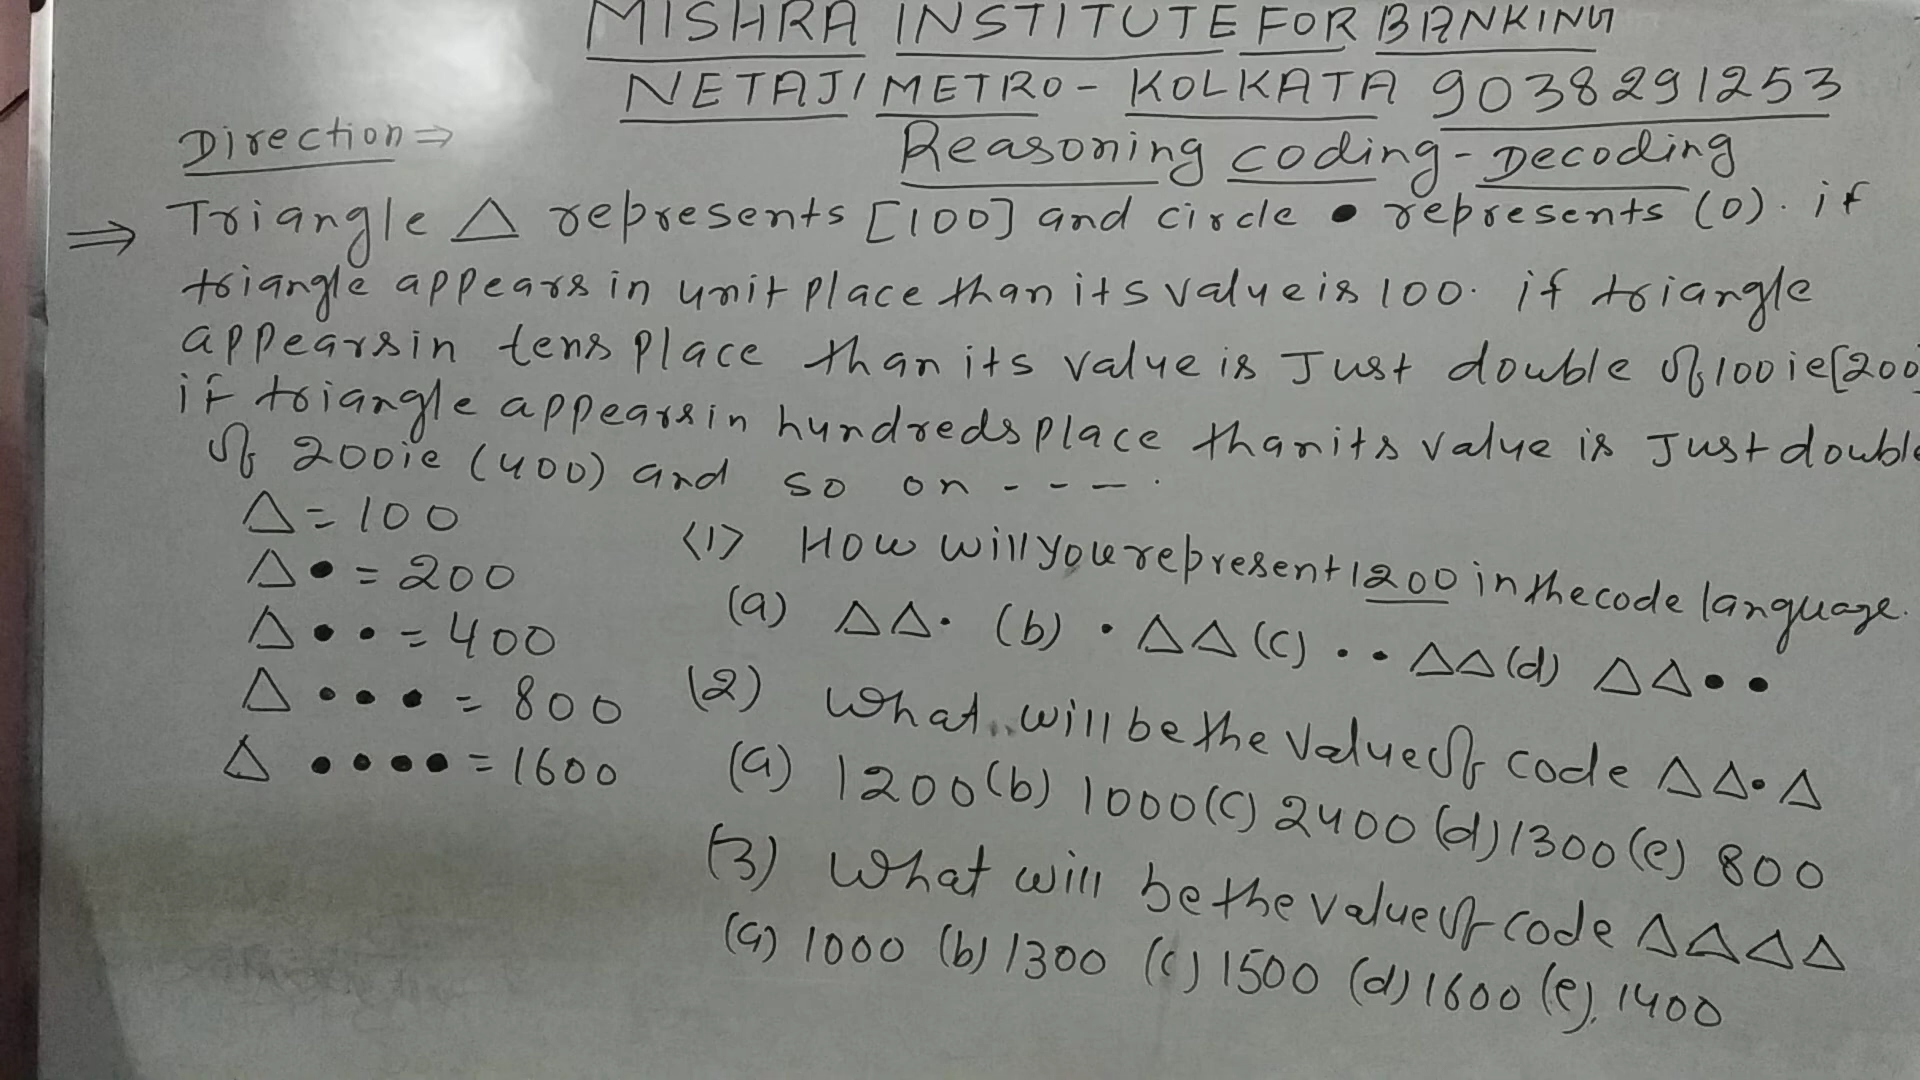 MISHRA INSTITUTE FOR BANKING
NETAJI METRO - KOLKATA 9038291253
Direction ⇒
Reasoning coding - Decoding
⇒ Triangle △ represents [100] and circle • represents (0). if
triangle appears in unit place than its value is 100. if triangle
appears in tens place than its value is Just double of 100 ie [200]
if triangle appears in hundreds place than its value is Just double
of 200 ie (400) and so on - - - .
△ = 100
△ • = 200
△ • • = 400
△ • • • = 800
△ • • • • = 1600
<1> How will you represent 1200 in the code language.
(a) △△• (b) •△△ (c) • • △△ (d) △△ • •
(2) What will be the value of code △△•△
(a) 1200 (b) 1000 (c) 2400 (d) 1300 (e) 800
(3) What will be the value of code △△△△
(a) 1000 (b) 1300 (c) 1500 (d) 1600 (e) 1400